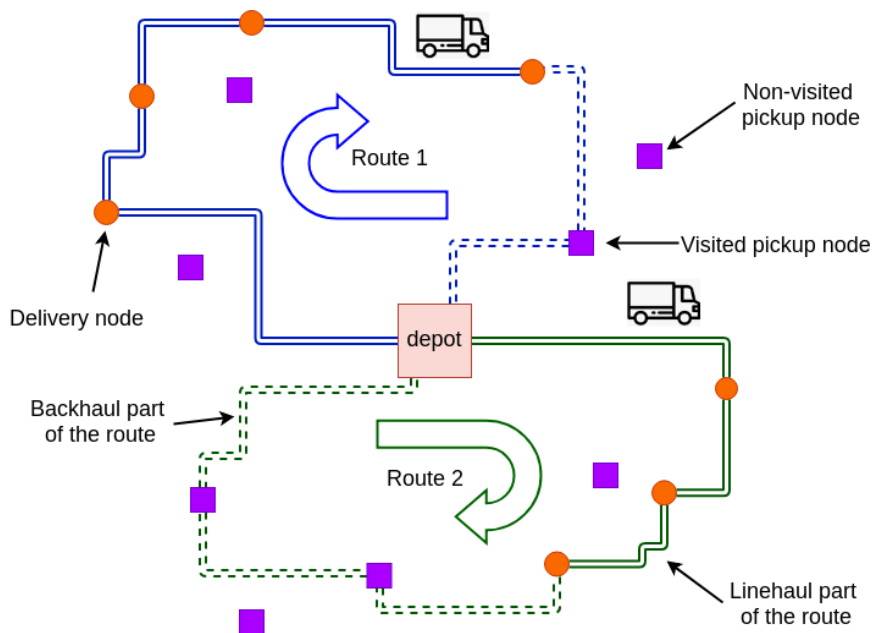 Non-visited
pickup node
Route 1
Visited pickup node
Delivery node
depot
Backhaul part
of the route
Route 2
Linehaul part
of the route